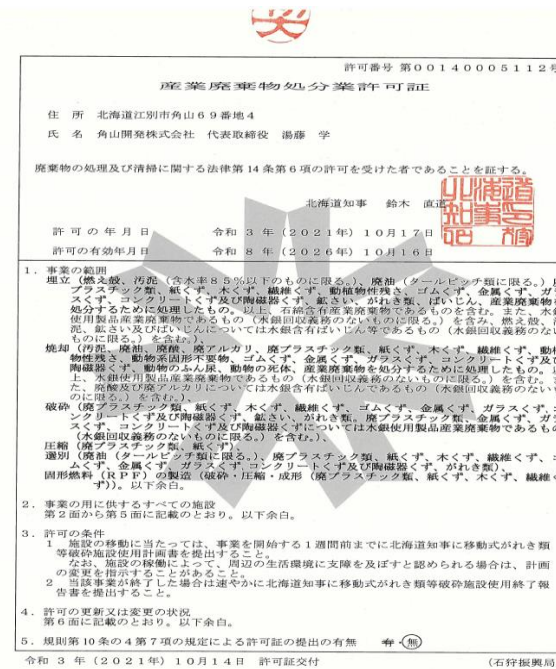 許可番号 第00140005112号
産業廃棄物処分業許可証
住 所 北海道江別市角山69番地4
氏 名 角山開発株式会社 代表取締役 湯藤 学
廃棄物の処理及び清掃に関する法律第14条第6項の許可を受けた者であることを証する。
北海道知事 鈴木 直道
許可の年月日 令和 3 年 (2021年) 10月17日
許可の有効年月日 令和 8 年 (2026年) 10月16日
1. 事業の範囲
埋立 (燃え殻、汚泥 (含水率85%以下のものに限る。)、廃油 (タールピッチ類に限る。)
プラスチック類、紙くず、木くず、繊維くず、動植物性残さ、ゴムくず、金属くず、ガ
スくず、コンクリートくず及び陶磁器くず、鉱さい、がれき類、ばいじん、産業廃棄物
処分するために処理したもの。以上、石綿含有産業廃棄物であるものを含む。また、水
使用製品産業廃棄物であるもの (水銀回収義務のないものに限る。) を含み、燃え殻、
泥、鉱さい及びばいじんについては水銀含有ばいじん等であるもの (水銀回収義務のない
ものに限る。) を含む。)
焼却 (汚泥、廃油、廃酸、廃アルカリ、廃プラスチック類、紙くず、木くず、繊維くず、動
物性残さ、動物系固形不要物、ゴムくず、金属くず、ガラスくず、コンクリートくず及
陶磁器くず、動物のふん尿、動物の死体、産業廃棄物を処分するために処理したもの。
上、水銀使用製品産業廃棄物であるもの (水銀回収義務のないものに限る。) を含む。
た、廃酸及び廃アルカリについては水銀含有ばいじん等であるもの (水銀回収義務のない
のに限る。) を含む。)
破砕 (廃プラスチック類、紙くず、木くず、繊維くず、ゴムくず、金属くず、ガラスくず、
ンクリートくず及び陶磁器くず、鉱さい、がれき類。廃プラスチック類、金属くず、
スくず、コンクリートくず及び陶磁器くずについては水銀使用製品産業廃棄物であるも
(水銀回収義務のないものに限る。) を含む。)
圧縮 (廃プラスチック類、紙くず)
選別 (廃油 (タールピッチ類に限る。)、廃プラスチック類、紙くず、木くず、繊維くず、
ムくず、金属くず、ガラスくず、コンクリートくず及び陶磁器くず、がれき類)
固形燃料 (RPF) の製造 (破砕・圧縮・成形 (廃プラスチック類、紙くず、木くず、繊維
ず))。以下余白。
2. 事業の用に供するすべての施設
第2面から第5面に記載のとおり。以下余白。
3. 許可の条件
1 施設の移動に当たっては、事業を開始する1週間前までに北海道知事に移動式がれき類
等破砕施設使用計画書を提出すること。
なお、施設の稼働によって、周辺の生活環境に支障を及ぼすと認められる場合は、計画
の変更を指示することがあること。
2 当該事業が終了した場合は速やかに北海道知事に移動式がれき類等破砕施設使用終了報
告書を提出すること。
4. 許可の更新又は変更の状況
第6面に記載のとおり。以下余白。
5. 規則第10条の4第7項の規定による許可証の提出の有無 有・無
令和 3 年 (2021年) 10月14日 許可証交付 (石狩振興局